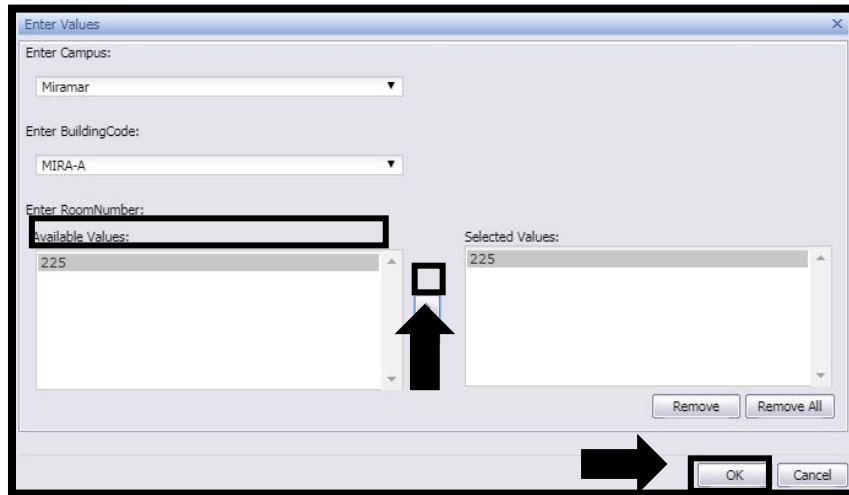 Enter Values
Enter Campus:
Miramar
Enter BuildingCode:
MIRA-A
Enter RoomNumber:
Available Values:
Selected Values:
225
225
Remove
Remove All
OK
Cancel